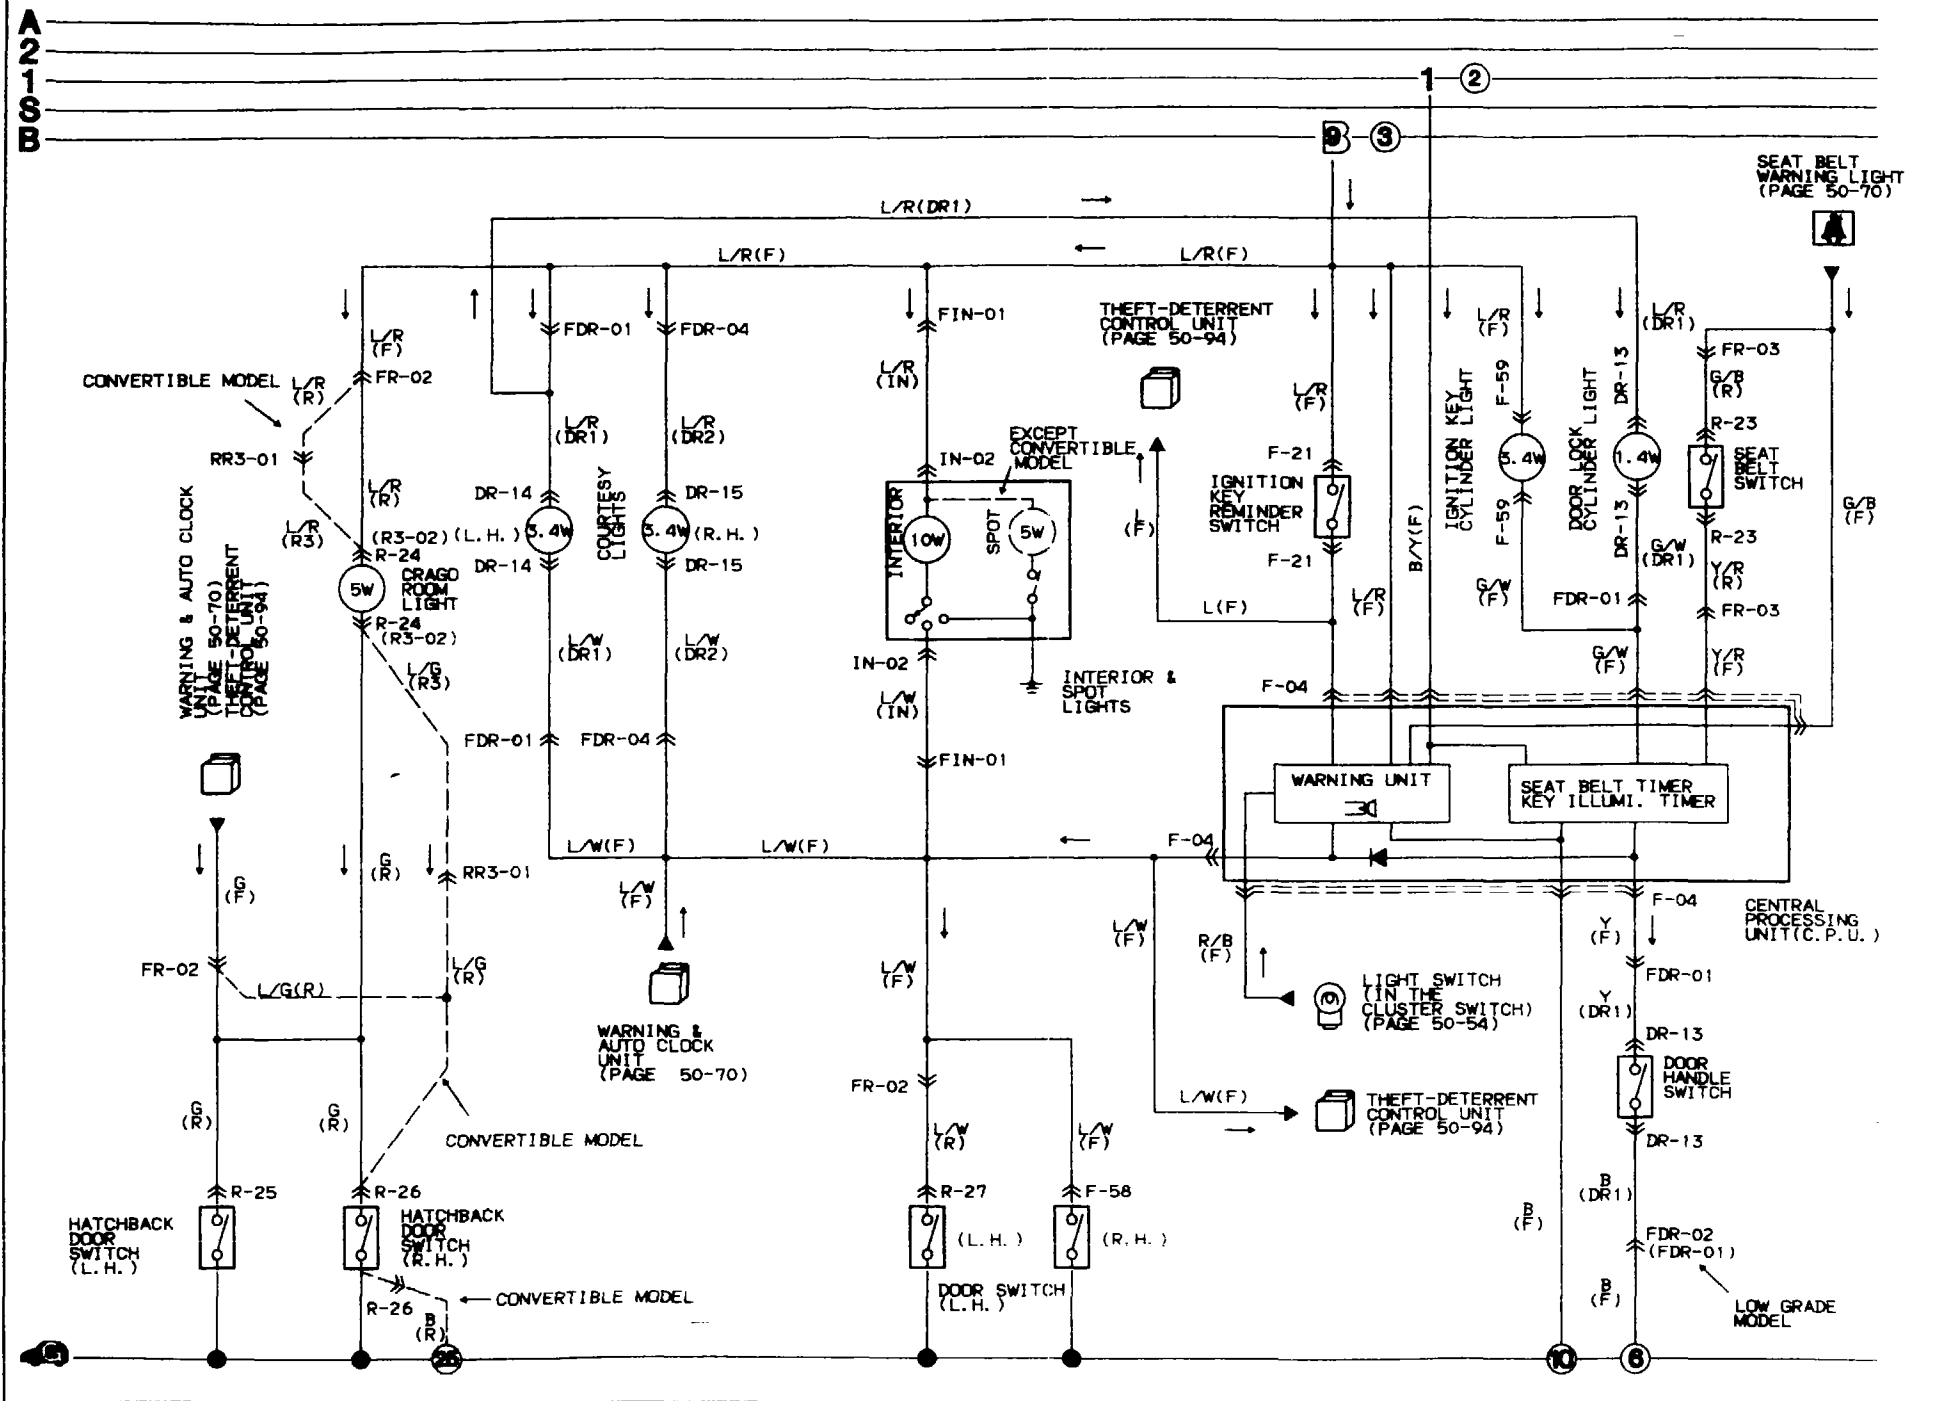 A
2
1
S
B
1 2
B 3
SEAT BELT
WARNING LIGHT
(PAGE 50-70)
L/R(DR1)
L/R(F)
L/R(F)
FDR-01
FDR-04
FIN-01
THEFT-DETERRENT
CONTROL UNIT
(PAGE 50-94)
L/R
(F)
L/R
(F)
L/R
(DR1)
FR-03
CONVERTIBLE MODEL
L/R
(R)
FR-02
L/R
(IN)
L/R
(F)
F-59
IGNITION KEY
CYLINDER LIGHT
DR-13
DOOR LOCK
CYLINDER LIGHT
G/B
(R)
R-23
L/R
(DR1)
L/R
(DR2)
EXCEPT
CONVERTIBLE
MODEL
RR3-01
IN-02
F-21
3.4W
1.4W
SEAT
BELT
SWITCH
L/R
(R)
DR-14
COURTESY
LIGHTS
DR-15
IGNITION
KEY
REMINDER
SWITCH
G/B
(F)
WARNING & AUTO CLOCK
UNIT
(PAGE 50-70)
THEFT-DETERRENT
CONTROL UNIT
(PAGE 50-94)
L/R
(R3)
(R3-02)
R-24
(L.H.)
3.4W
3.4W
(R.H.)
INTERIOR
10W
SPOT
5W
L
(F)
B/Y(F)
F-59
DR-13
G/W
(DR1)
R-23
DR-14
DR-15
F-21
5W
CRAGO
ROOM
LIGHT
Y/R
(R)
G/W
(F)
L/R
(F)
FDR-01
FR-03
L(F)
R-24
(R3-02)
L/W
(DR1)
L/W
(DR2)
IN-02
G/W
(F)
Y/R
(F)
L/G
(R3)
INTERIOR &
SPOT
LIGHTS
F-04
L/W
(IN)
FDR-01
FDR-04
FIN-01
WARNING UNIT
SEAT BELT TIMER
KEY ILLUMI. TIMER
L/W(F)
L/W(F)
F-04
G
(R)
RR3-01
G
(F)
L/W
(F)
F-04
CENTRAL
PROCESSING
UNIT(C.P.U.)
L/W
(F)
R/B
(F)
Y
(F)
FR-02
L/G
(R)
L/W
(F)
FDR-01
L/G(R)
LIGHT SWITCH
(IN THE
CLUSTER SWITCH)
(PAGE 50-54)
Y
(DR1)
WARNING &
AUTO CLOCK
UNIT
(PAGE 50-70)
DR-13
DOOR
HANDLE
SWITCH
FR-02
L/W(F)
THEFT-DETERRENT
CONTROL UNIT
(PAGE 50-94)
G
(R)
G
(R)
CONVERTIBLE MODEL
L/W
(R)
L/W
(F)
DR-13
R-25
R-26
R-27
F-58
B
(DR1)
HATCHBACK
DOOR
SWITCH
(L.H.)
HATCHBACK
DOOR
SWITCH
(R.H.)
(L.H.)
(R.H.)
B
(F)
FDR-02
(FDR-01)
R-26
CONVERTIBLE MODEL
DOOR SWITCH
(L.H.)
B
(F)
LOW GRADE
MODEL
B
(R)
10
6